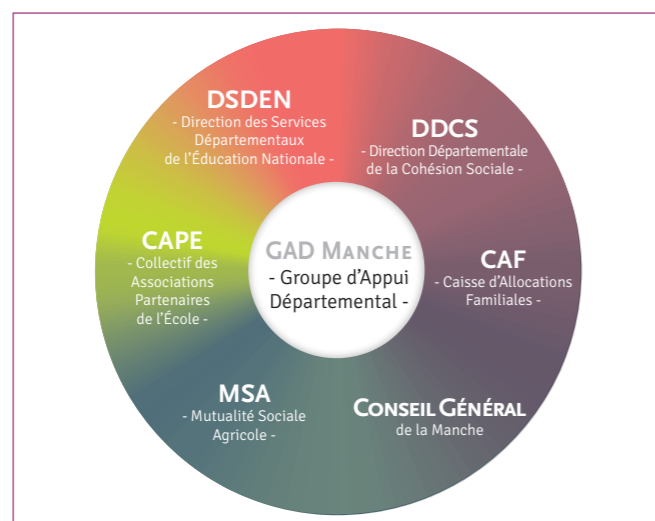 DSDEN
- Direction des Services
Départementaux
de l'Éducation Nationale -
DDCS
- Direction Départementale
de la Cohésion Sociale -
CAPE
- Collectif des
Associations
Partenaires
de l'École -
GAD MANCHE
- Groupe d'Appui
Départemental -
CAF
- Caisse d'Allocations
Familiales -
MSA
- Mutualité Sociale
Agricole -
CONSEIL GÉNÉRAL
de la Manche